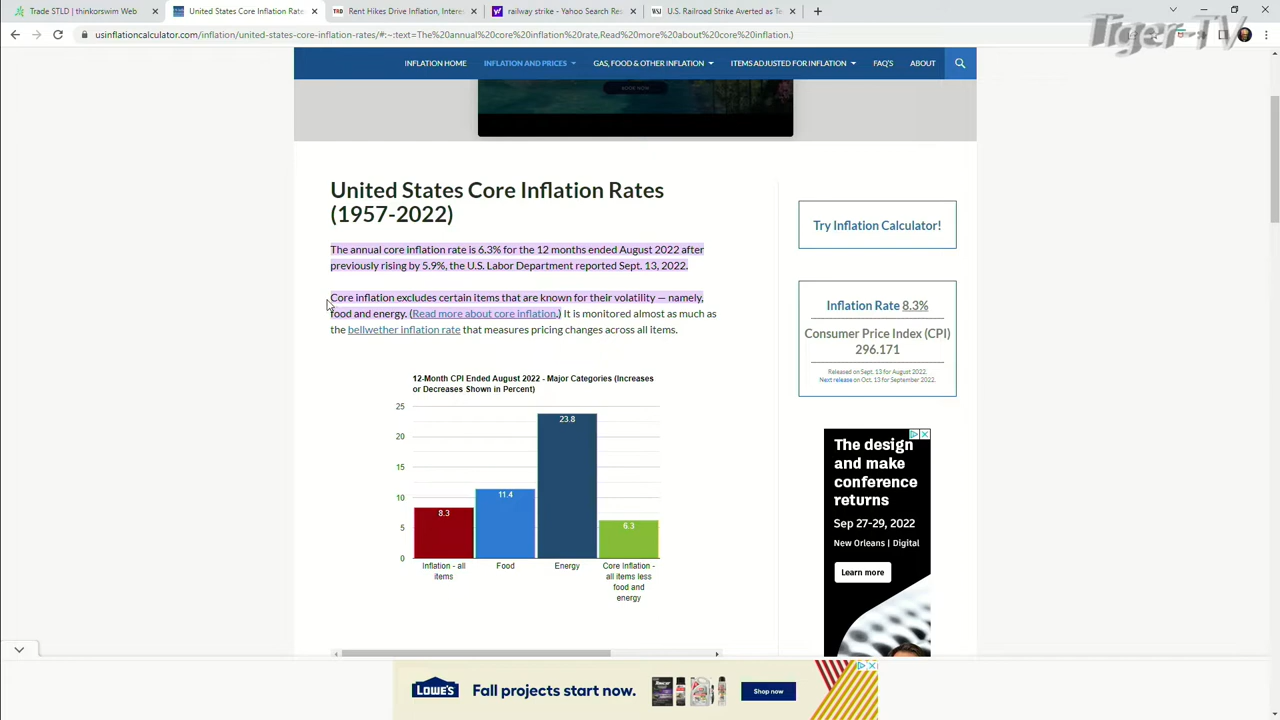 Trade STLD | thinkorswim Web
United States Core Inflation Rate
Rent Hikes Drive Inflation, Interes
railway strike - Yahoo Search Res
U.S. Railroad Strike Averted as Te
usinflationcalculator.com/inflation/united-states-core-inflation-rates/#:~:text=The%20annual%20core%20inflation%20rate,Read%20more%20about%20core%20inflation.)
Tiger TV
INFLATION HOME
INFLATION AND PRICES
GAS, FOOD & OTHER INFLATION
ITEMS ADJUSTED FOR INFLATION
FAQ'S
ABOUT
BOOK NOW
United States Core Inflation Rates
(1957-2022)
The annual core inflation rate is 6.3% for the 12 months ended August 2022 after
previously rising by 5.9%, the U.S. Labor Department reported Sept. 13, 2022.
Core inflation excludes certain items that are known for their volatility — namely,
food and energy. (Read more about core inflation.) It is monitored almost as much as
the bellwether inflation rate that measures pricing changes across all items.
12-Month CPI Ended August 2022 - Major Categories (Increases
or Decreases Shown in Percent)
25
20
15
10
5
0
8.3
11.4
23.8
6.3
Inflation - all
items
Food
Energy
Core Inflation -
all items less
food and
energy
Try Inflation Calculator!
Inflation Rate 8.3%
Consumer Price Index (CPI)
296.171
Released on Sept. 13 for August 2022.
Next release on Oct. 13 for September 2022.
The design
and make
conference
returns
Sep 27-29, 2022
New Orleans | Digital
Learn more
LOWE'S
Fall projects start now.
Shop now